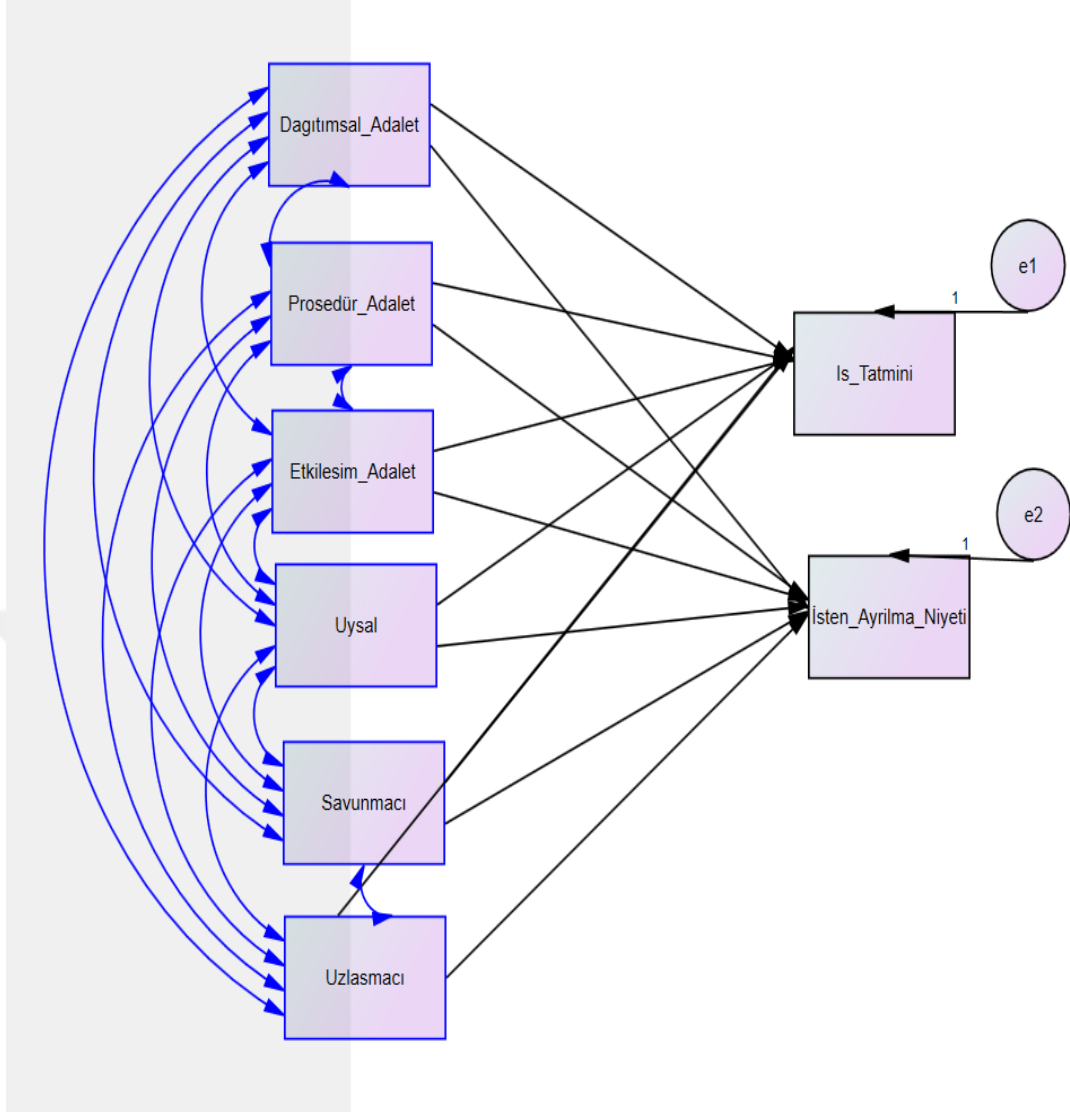 Dagıtımsal_Adalet
Prosedür_Adalet
Etkilesim_Adalet
Uysal
Savunmacı
Uzlasmacı
e1
1
Is_Tatmini
e2
1
İsten_Ayrilma_Niyeti